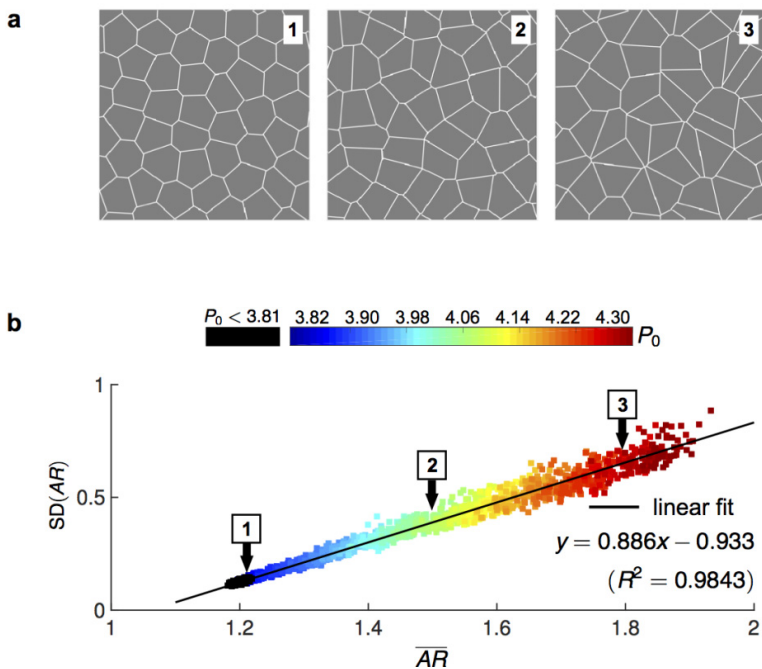 a
1 2 3
b
P₀ < 3.81 3.82 3.90 3.98 4.06 4.14 4.22 4.30 P₀
1
3
2
0.5
SD(AR)
1
linear fit
y = 0.886x − 0.933
(R² = 0.9843)
0
1 1.2 1.4 1.6 1.8 2
A̅R̅